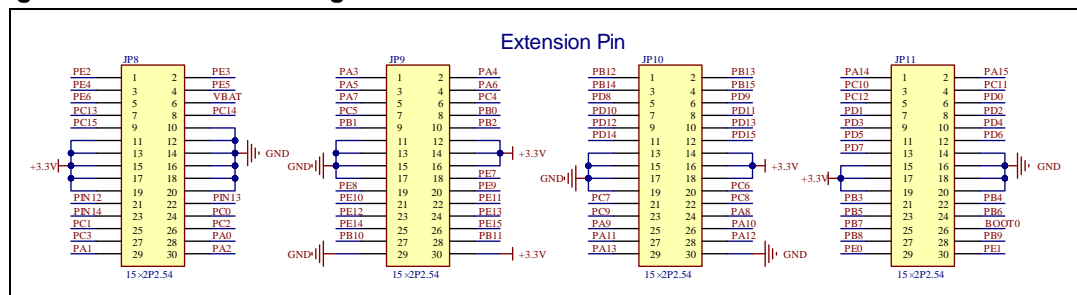 Extension Pin
JP8
PE2 1 2 PE3
PE4 3 4 PE5
PE6 5 6 VBAT
PC13 7 8 PC14
PC15 9 10
11 12
13 14 GND
+3.3V 15 16
17 18
19 20
PIN12 21 22 PIN13
PIN14 23 24 PC0
PC1 25 26 PC2
PC3 27 28 PA0
PA1 29 30 PA2
15×2P2.54
JP9
PA3 1 2 PA4
PA5 3 4 PA6
PA7 5 6 PC4
PC5 7 8 PB0
PB1 9 10 PB2
11 12
13 14 +3.3V
GND 15 16
17 18 PE7
PE8 19 20 PE9
PE10 21 22 PE11
PE12 23 24 PE13
PE14 25 26 PE15
PB10 27 28 PB11
GND 29 30 +3.3V
15×2P2.54
JP10
PB12 1 2 PB13
PB14 3 4 PB15
PD8 5 6 PD9
PD10 7 8 PD11
PD12 9 10 PD13
PD14 11 12 PD15
13 14
15 16 +3.3V
GND 17 18
19 20 PC6
PC7 21 22 PC8
PC9 23 24 PA8
PA9 25 26 PA10
PA11 27 28 PA12
PA13 29 30 GND
15×2P2.54
JP11
PA14 1 2 PA15
PC10 3 4 PC11
PC12 5 6 PD0
PD1 7 8 PD2
PD3 9 10 PD4
PD5 11 12 PD6
PD7 13 14
15 16 GND
+3.3V 17 18
19 20
PB3 21 22 PB4
PB5 23 24 PB6
PB7 25 26 BOOT0
PB8 27 28 PB9
PE0 29 30 PE1
15×2P2.54